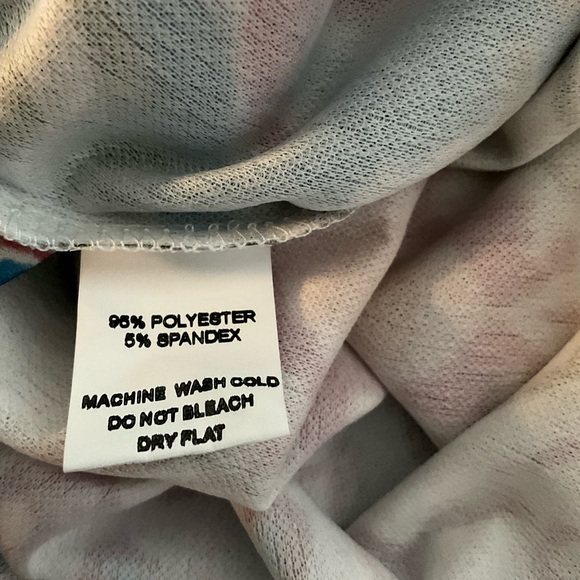 95% POLYESTER
5% SPANDEX
MACHINE WASH COLD
DO NOT BLEACH
DRY FLAT